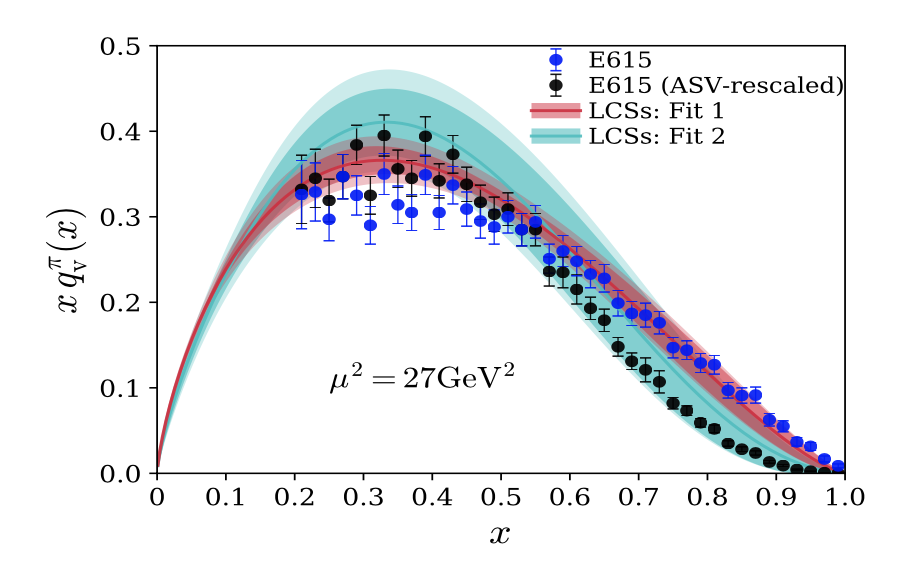 0.5
0.4
0.3
0.2
0.1
0.0
x q_v^π(x)
E615
E615 (ASV-rescaled)
LCSs: Fit 1
LCSs: Fit 2
μ² = 27GeV²
0 0.1 0.2 0.3 0.4 0.5 0.6 0.7 0.8 0.9 1.0
x